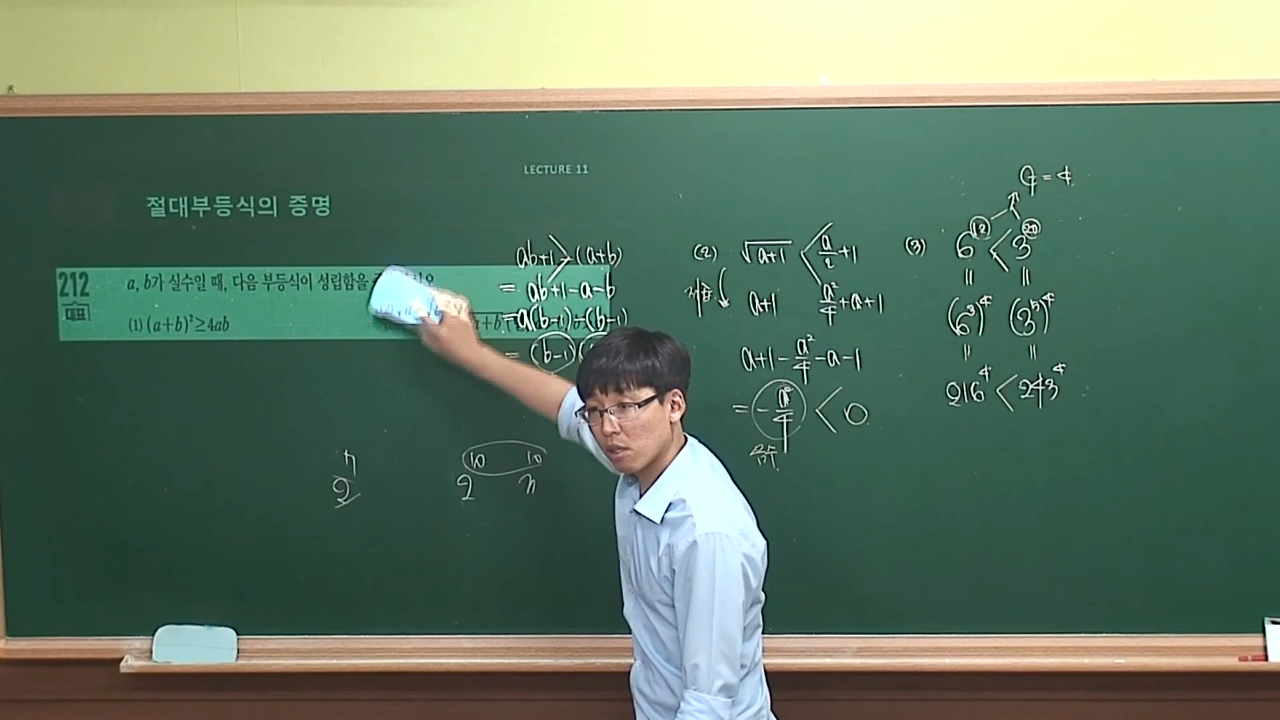 LECTURE 11
절대부등식의 증명
212
대표
a, b가 실수일 때, 다음 부등식이 성립함을
(1) (a+b)²≥4ab
ab+1 > (a+b)
= ab+1-a-b
=a(b-1)-(b-1)
= (b-1)
(2) √a+1 < a/2+1
제곱
a+1 a²/4+a+1
a+1-a²/4-a-1
= -a²/4 < 0
음수
(3) 6¹² < 3²⁰
G=4
|| ||
(6³)⁴ (3⁵)⁴
|| ||
216⁴ < 243⁴
2ⁿ 2¹⁰